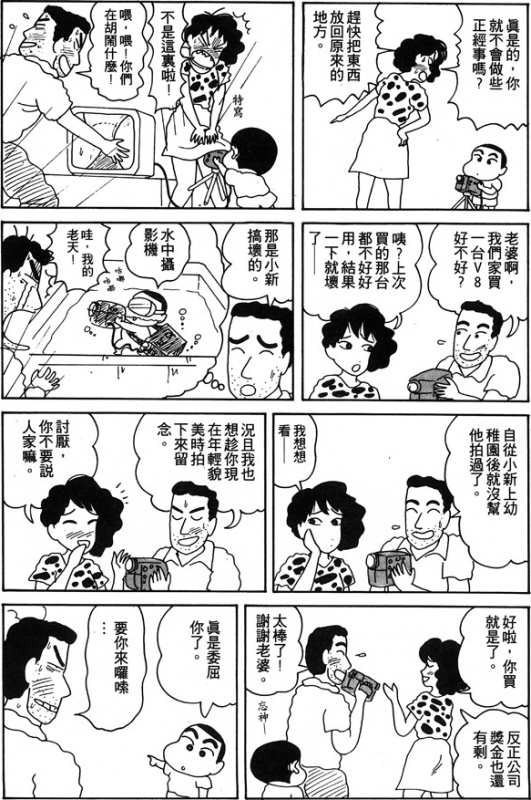 真是的，你
就不會做些
正經事嗎？
趕快把東西
放回原來的
地方。
不是這裏啦！
特寫
喂，喂！你們
在胡鬧什麼！
老婆啊，
我們家買
一台V8
好不好？
咦？上次
買的那台
都不好好
用，結果
一下就壞
了—
那是小新
搞壞的。
水中攝
影機
哇，我的
老天！
自從小新上幼
稚園後就沒幫
他拍過了。
我想想
看—
況且我也
想趁你現
在年輕貌
美時拍
下來留
念。
討厭，
你不要說
人家嘛。
好啦，你買
就是了。
反正公司
獎金也還
有剩。
太棒了！
謝謝老婆。
忘神—
真是委屈
你了。
要你來囉嗦
…